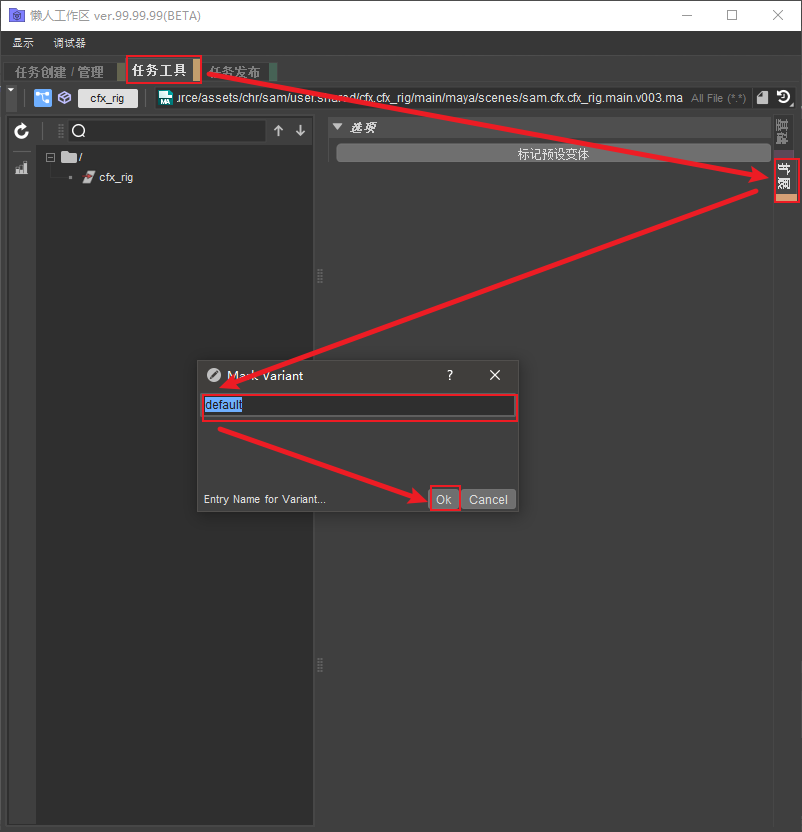 懒人工作区 ver.99.99.99(BETA)
显示 调试器
任务创建 / 管理 任务工具 任务发布
cfx_rig urce/assets/chr/sam/user.shared/cfx.cfx_rig/main/maya/scenes/sam.cfx.cfx_rig.main.v003.ma All File (*.*)
MA
选项
基础
/
标记预设变体
cfx_rig
扩展
Mark Variant ?
default
Entry Name for Variant... Ok Cancel